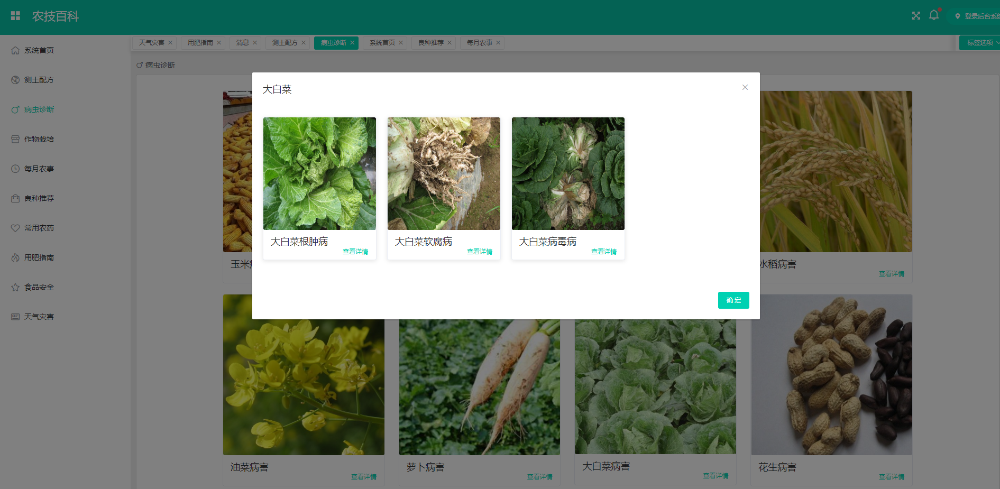 农技百科
登录后台系统
天气灾害
用肥指南
消息
测土配方
病虫诊断
系统首页
良种推荐
每月农事
标签选项
系统首页
测土配方
病虫诊断
作物栽培
每月农事
良种推荐
常用农药
用肥指南
食品安全
天气灾害
病虫诊断
大白菜
大白菜根肿病
查看详情
大白菜软腐病
查看详情
大白菜病毒病
查看详情
确定
玉米
水稻病害
查看详情
油菜病害
查看详情
萝卜病害
查看详情
大白菜病害
查看详情
花生病害
查看详情